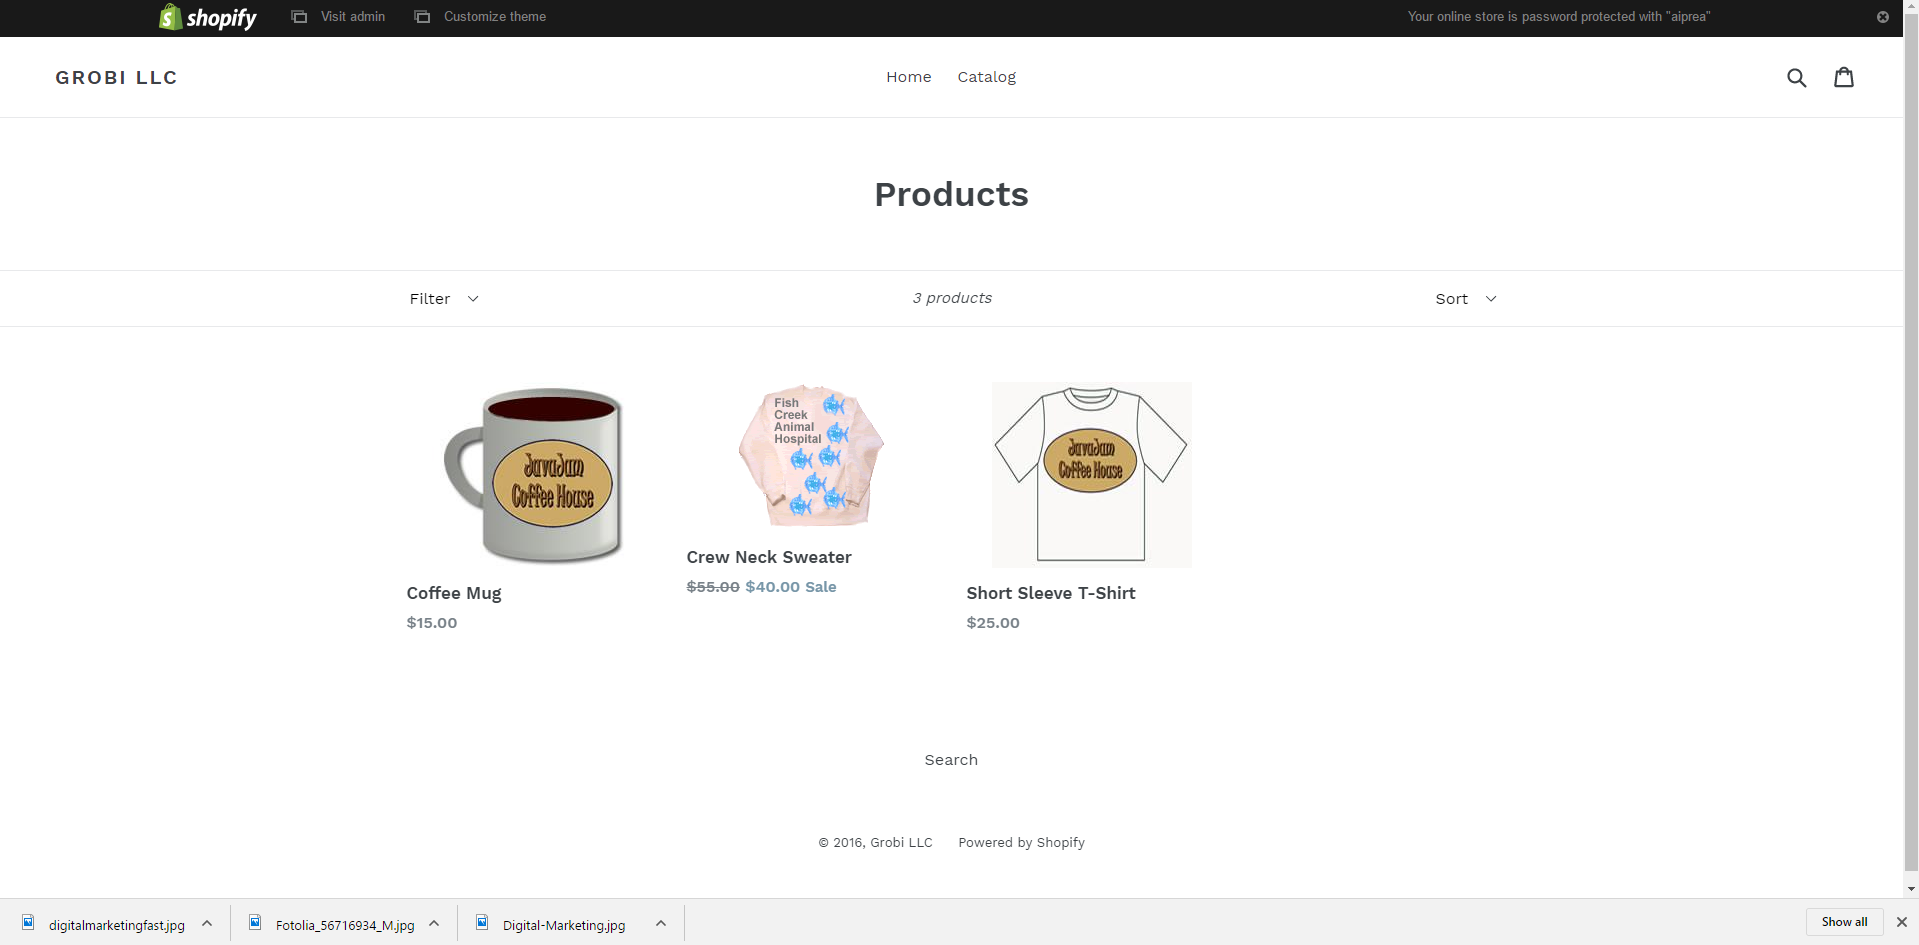 shopify Visit admin Customize theme Your online store is password protected with "aiprea"
GROBI LLC Home Catalog
Products
Filter 3 products Sort
JavaJam
Coffee House
Fish
Creek
Animal
Hospital
JavaJam
Coffee House
Crew Neck Sweater
$55.00 $40.00 Sale
Coffee Mug
$15.00
Short Sleeve T-Shirt
$25.00
Search
© 2016, Grobi LLC Powered by Shopify
digitalmarketingfast.jpg Fotolia_56716934_M.jpg Digital-Marketing.jpg Show all